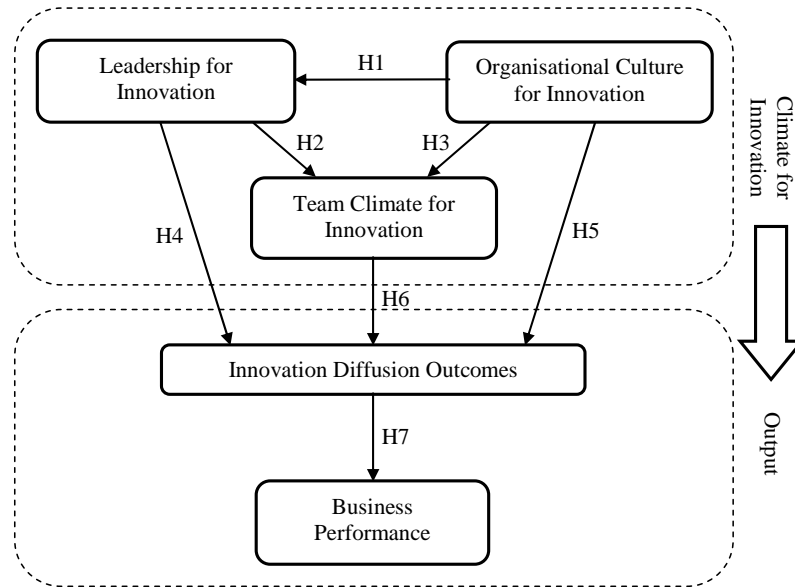 Leadership for
Innovation
H1
Organisational Culture
for Innovation
H2
H3
Team Climate for
Innovation
H4
H5
H6
Innovation Diffusion Outcomes
H7
Business
Performance
Climate for
Innovation
Output